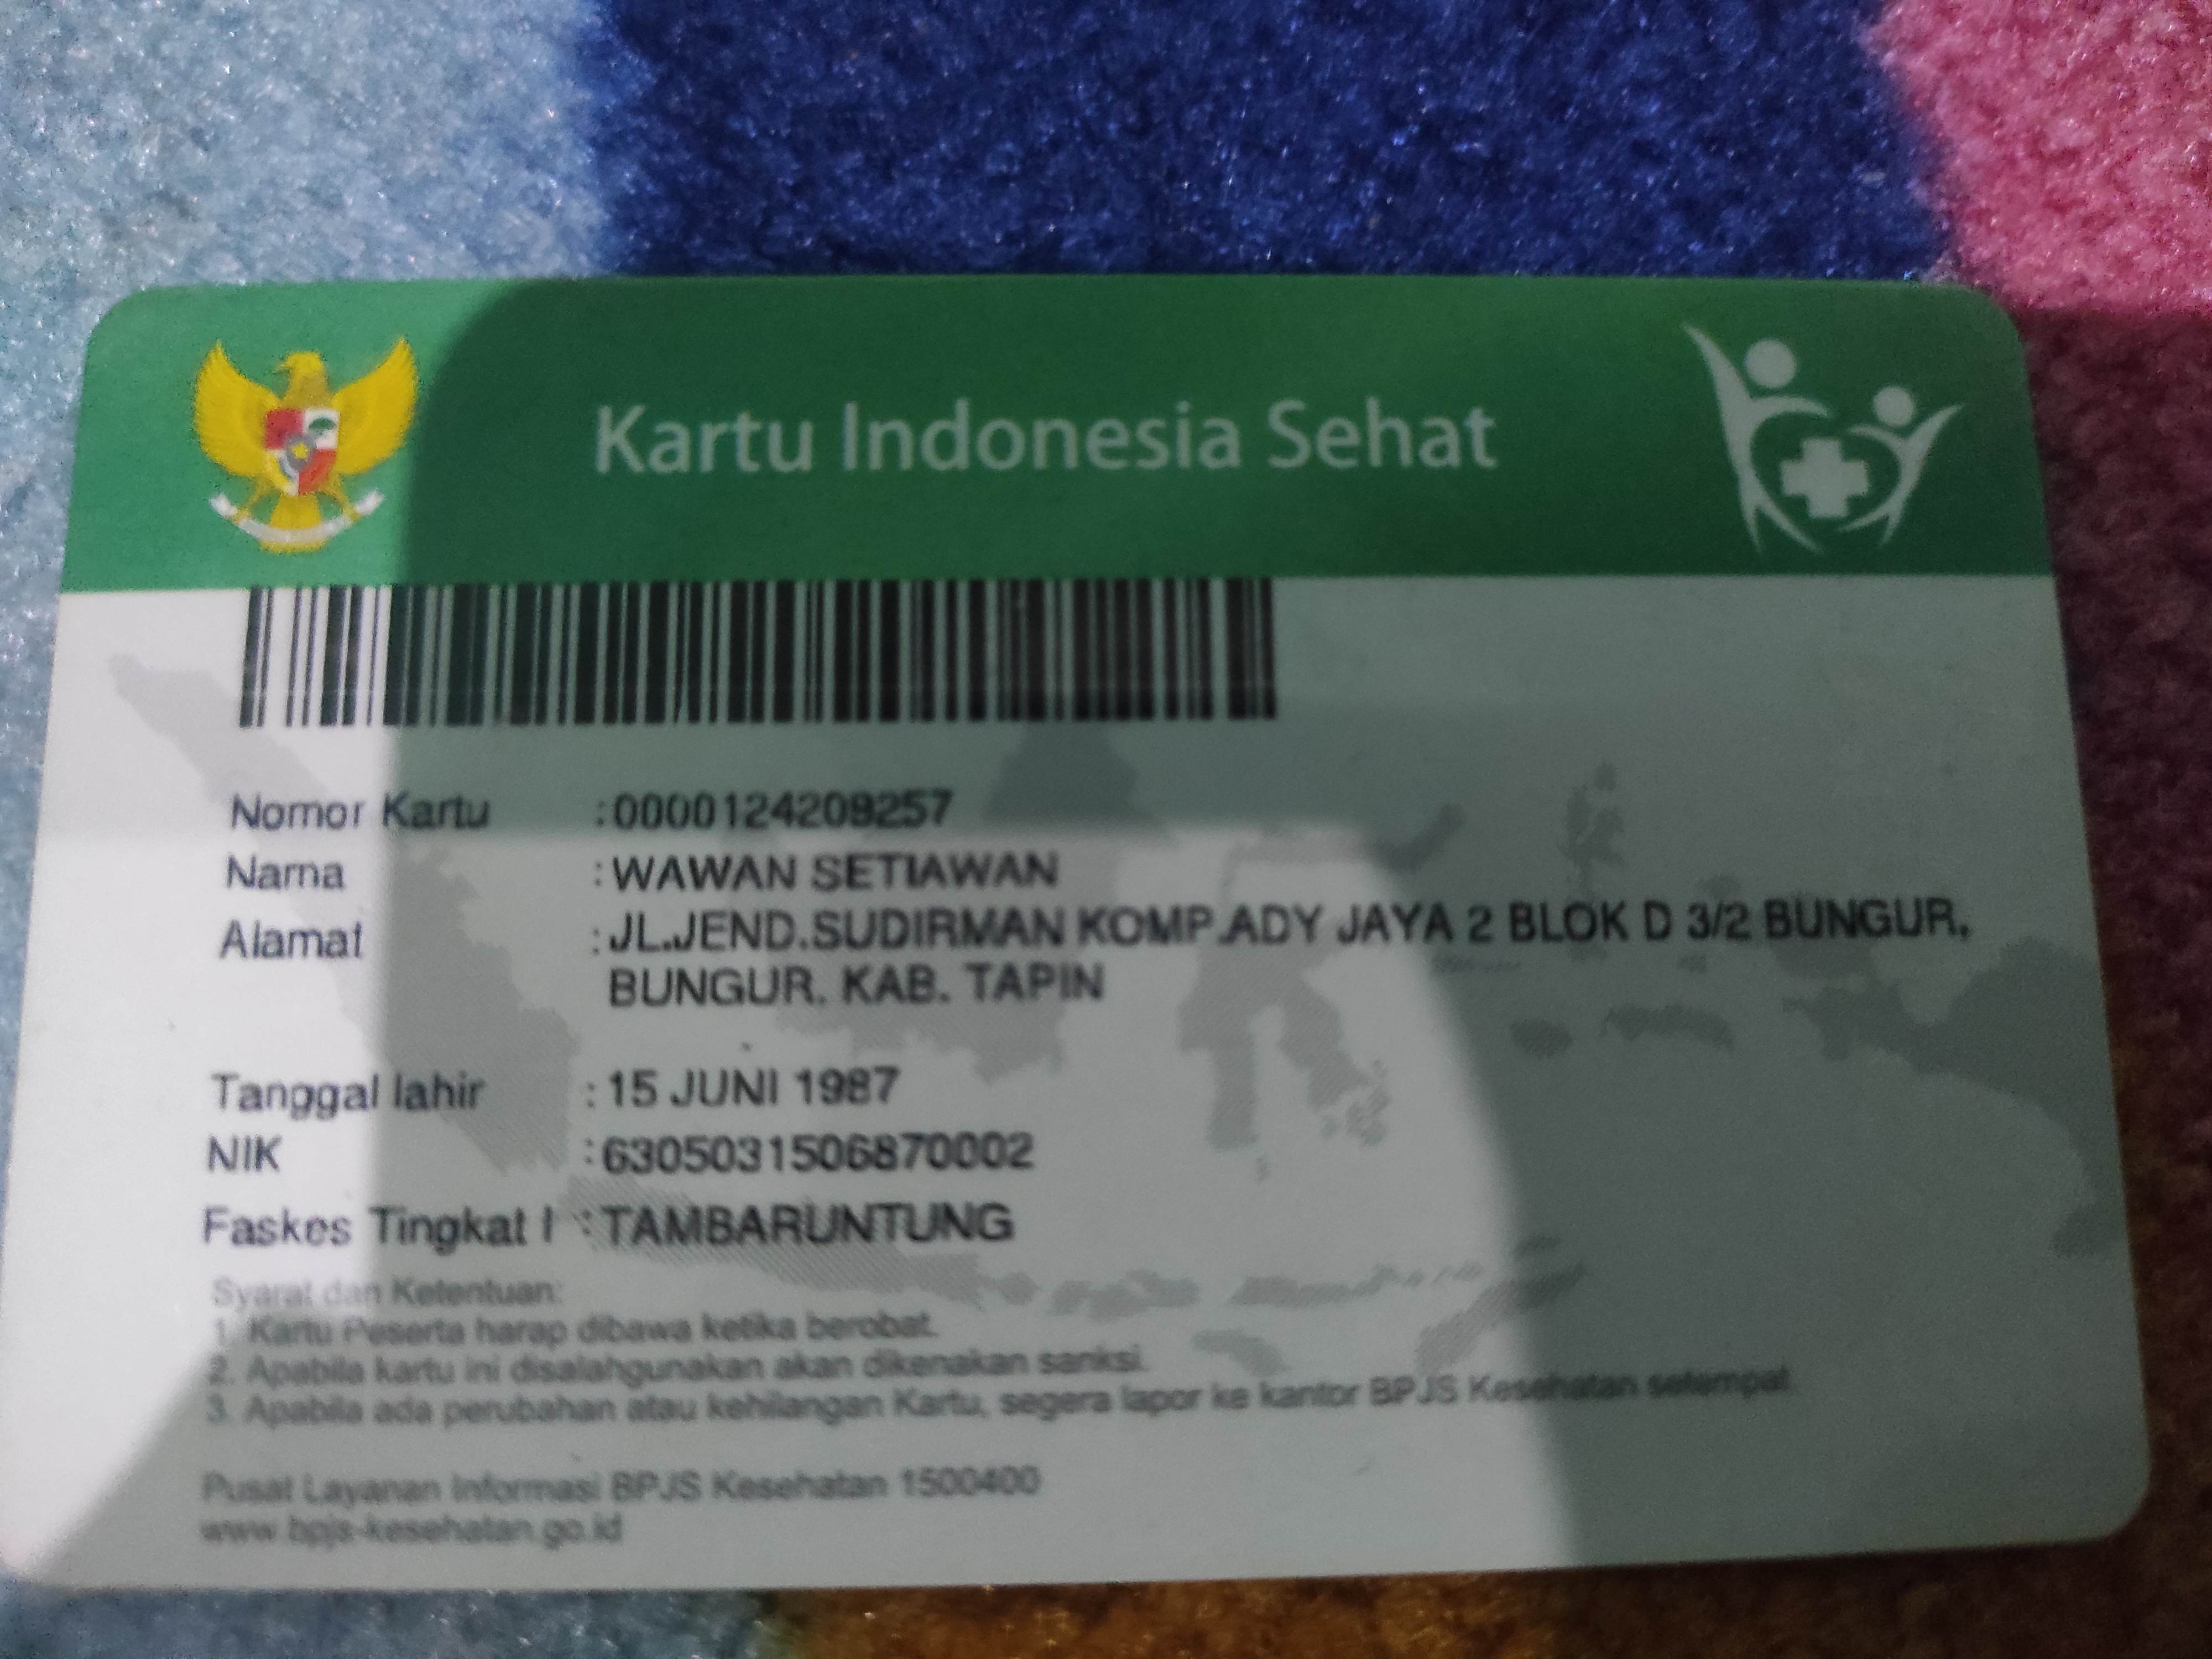 Kartu Indonesia Sehat
Nomor Kartu : 0000124209257
Nama : WAWAN SETIAWAN
Alamat : JL.JEND.SUDIRMAN KOMP.ADY JAYA 2 BLOK D 3/2 BUNGUR,
BUNGUR. KAB. TAPIN
Tanggal lahir : 15 JUNI 1987
NIK : 6305031506870002
Faskes Tingkat I : TAMBARUNTUNG
Syarat dan Ketentuan:
1. Kartu Peserta harap dibawa ketika berobat.
2. Apabila kartu ini disalahgunakan akan dikenakan sanksi.
3. Apabila ada perubahan atau kehilangan Kartu, segera lapor ke kantor BPJS Kesehatan setempat.
Pusat Layanan Informasi BPJS Kesehatan 1500400
www.bpjs-kesehatan.go.id